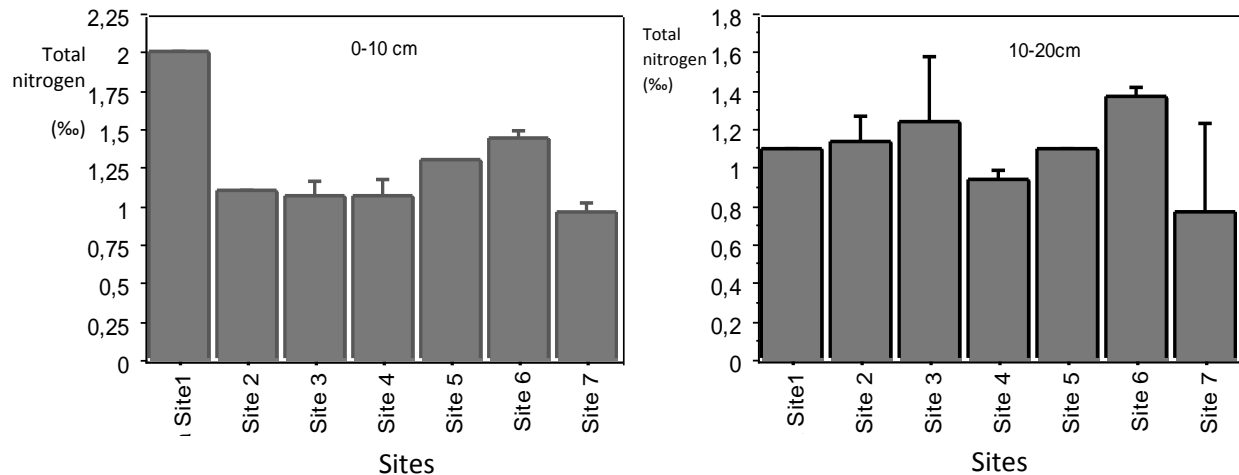 2,25
2
1,75
1,5
1,25
1
0,75
0,5
0,25
0
Total
nitrogen
(‰)
0-10 cm
Site1
Site 2
Site 3
Site 4
Site 5
Site 6
Site 7
Sites
1,8
1,6
1,4
1,2
1
0,8
0,6
0,4
0,2
0
Total
nitrogen
(‰)
10-20cm
Site1
Site 2
Site 3
Site 4
Site 5
Site 6
Site 7
Sites